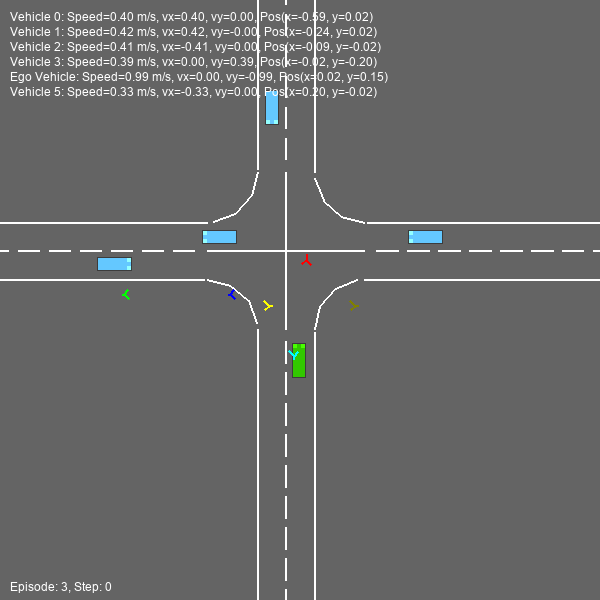 Vehicle 0: Speed=0.40 m/s, vx=0.40, vy=0.00, Pos(x=-0.59, y=0.02)
Vehicle 1: Speed=0.42 m/s, vx=0.42, vy=-0.00, Pos(x=-0.24, y=0.02)
Vehicle 2: Speed=0.41 m/s, vx=-0.41, vy=0.00, Pos(x=-0.09, y=-0.02)
Vehicle 3: Speed=0.39 m/s, vx=0.00, vy=0.39, Pos(x=-0.02, y=-0.20)
Ego Vehicle: Speed=0.99 m/s, vx=0.00, vy=-0.99, Pos(x=0.02, y=0.15)
Vehicle 5: Speed=0.33 m/s, vx=-0.33, vy=0.00, Pos(x=0.20, y=-0.02)
Episode: 3, Step: 0